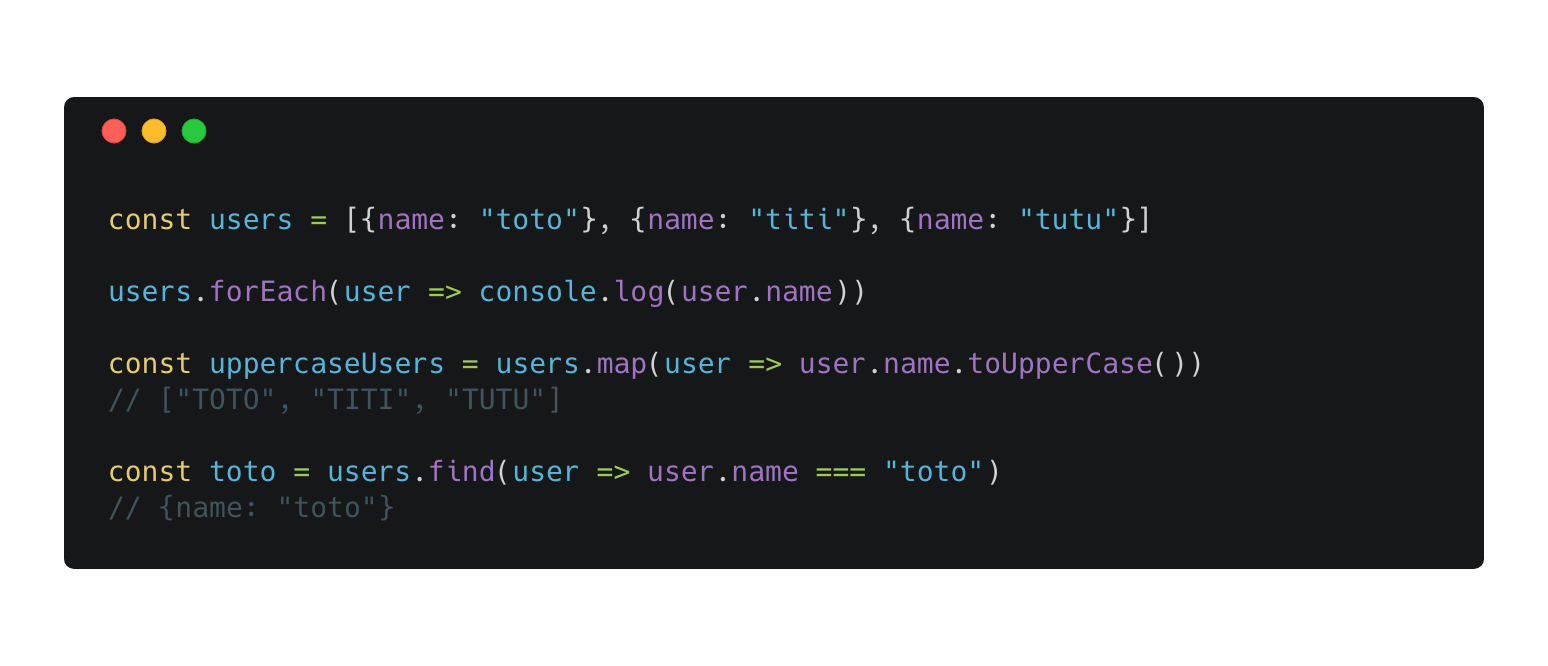 const users = [{name: "toto"}, {name: "titi"}, {name: "tutu"}]
users.forEach(user => console.log(user.name))
const uppercaseUsers = users.map(user => user.name.toUpperCase())
// ["TOTO", "TITI", "TUTU"]
const toto = users.find(user => user.name === "toto")
// {name: "toto"}